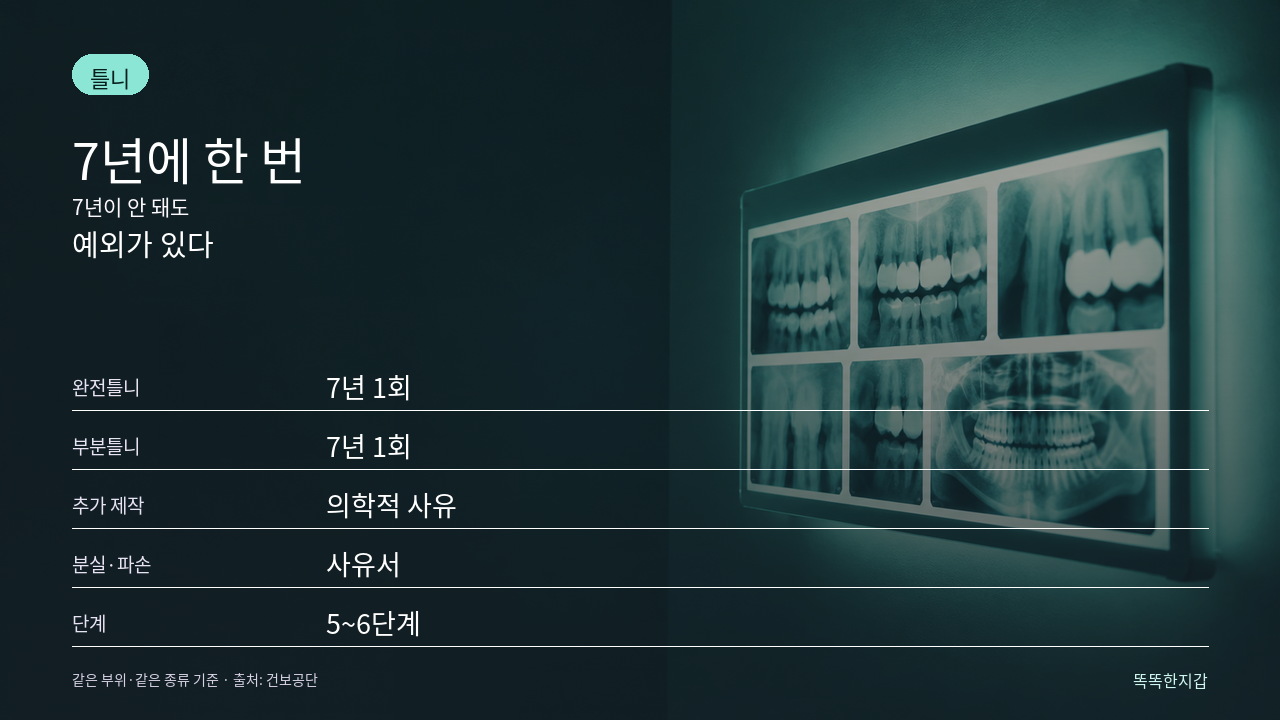 틀니
7년에 한 번
7년이 안 돼도
예외가 있다
완전틀니 7년 1회
부분틀니 7년 1회
추가 제작 의학적 사유
분실·파손 사유서
단계 5~6단계
같은 부위·같은 종류 기준 · 출처: 건보공단
똑똑한지갑